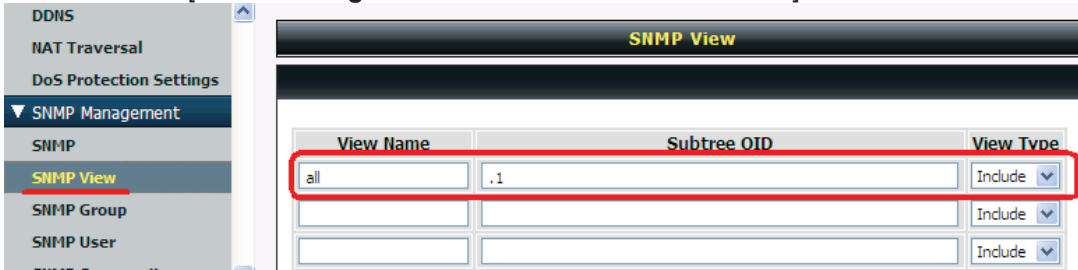 DDNS
NAT Traversal
DoS Protection Settings
SNMP Management
SNMP
SNMP View
SNMP Group
SNMP User
SNMP View
View Name Subtree OID View Type
all .1 Include
Include
Include